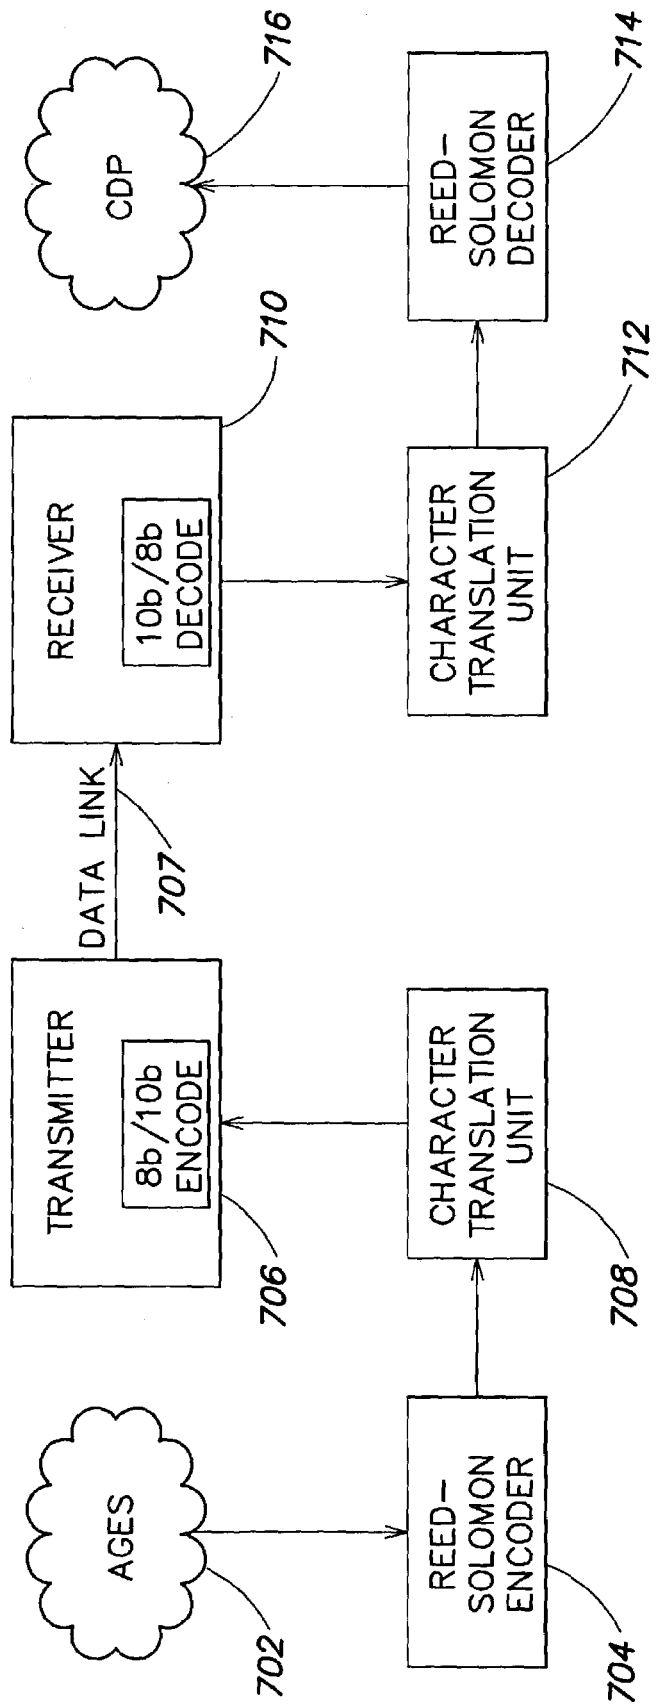 AGES
702
REED-
SOLOMON
ENCODER
704
TRANSMITTER
8b/10b
ENCODE
706
CHARACTER
TRANSLATION
UNIT
708
DATA LINK
707
RECEIVER
10b/8b
DECODE
710
CHARACTER
TRANSLATION
UNIT
712
CDP
716
REED-
SOLOMON
DECODER
714